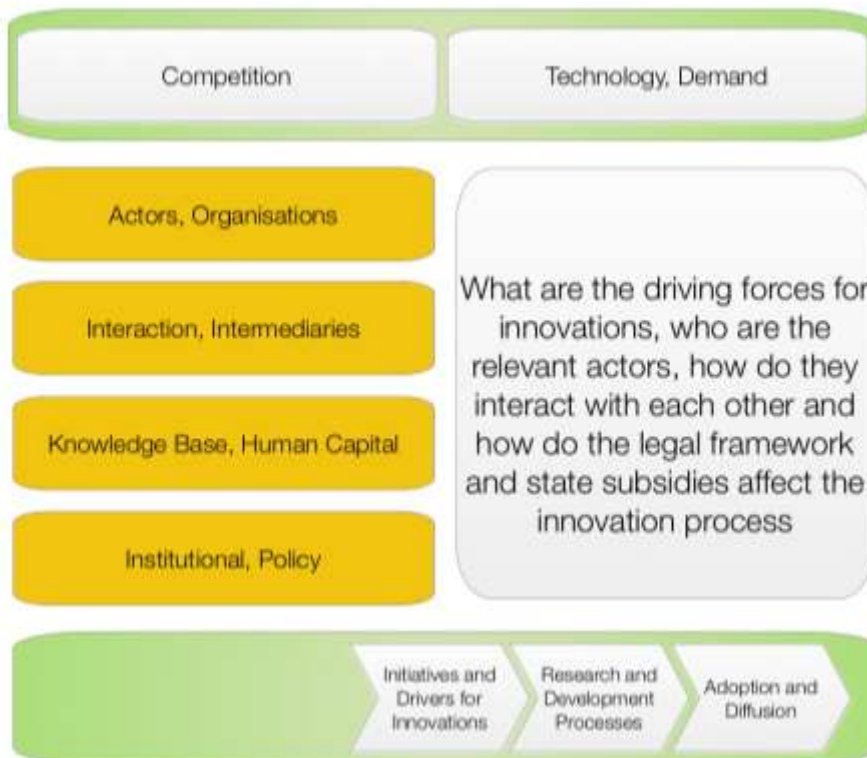 Competition
Technology, Demand
Actors, Organisations
Interaction, Intermediaries
Knowledge Base, Human Capital
Institutional, Policy
What are the driving forces for
innovations, who are the
relevant actors, how do they
interact with each other and
how do the legal framework
and state subsidies affect the
innovation process
Initiatives and
Drivers for
Innovations
Research and
Development
Processes
Adoption and
Diffusion